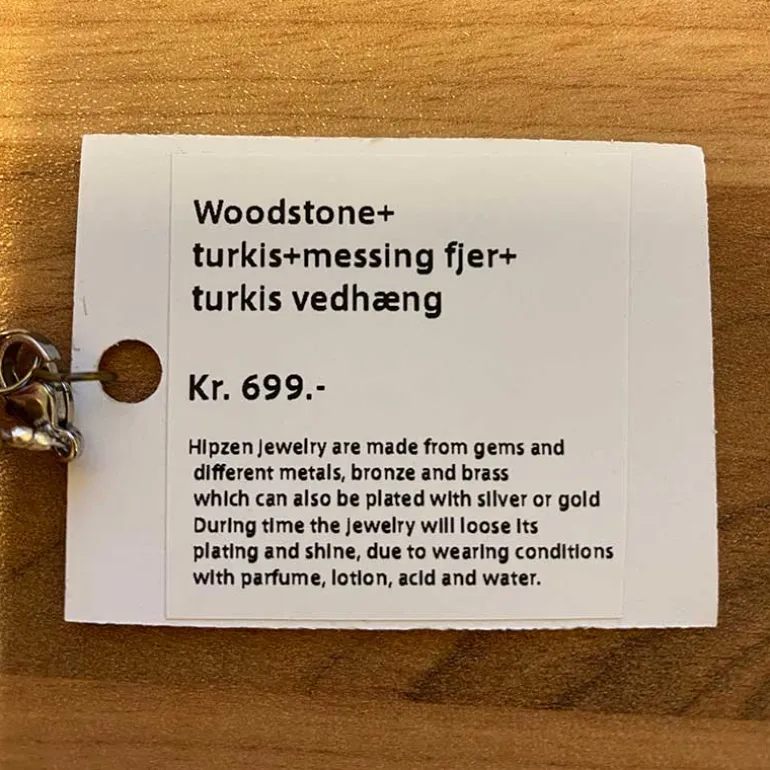 Woodstone+
turkis+messing fjer+
turkis vedhæng
Kr. 699.-
Hipzen jewelry are made from gems and
different metals, bronze and brass
which can also be plated with silver or gold
During time the jewelry will loose its
plating and shine, due to wearing conditions
with parfume, lotion, acid and water.